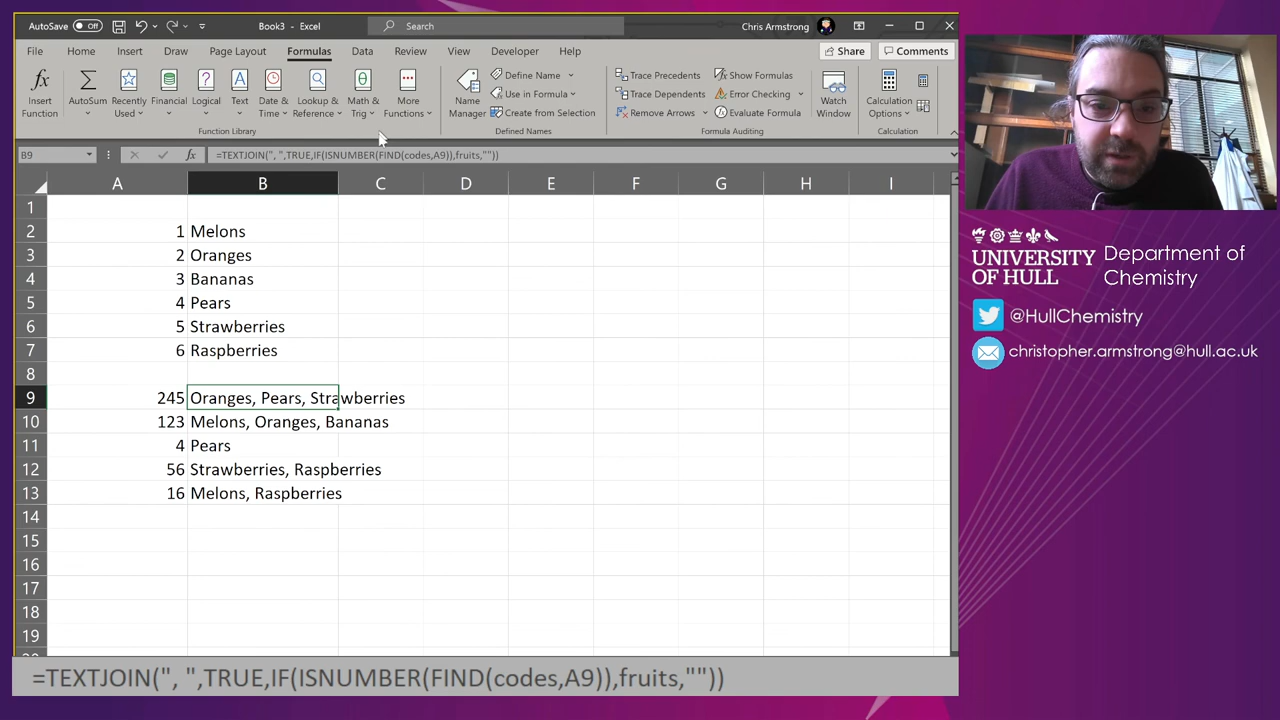 AutoSave Off Book3 - Excel Search Chris Armstrong
File Home Insert Draw Page Layout Formulas Data Review View Developer Help Share Comments
Insert Function
AutoSum
Recently Used
Financial
Logical
Text
Date & Time
Lookup & Reference
Math & Trig
More Functions
Function Library
Name Manager
Define Name
Use in Formula
Create from Selection
Defined Names
Trace Precedents
Trace Dependents
Remove Arrows
Show Formulas
Error Checking
Evaluate Formula
Formula Auditing
Watch Window
Calculation Options
Calculation
B9 fx =TEXTJOIN(", ",TRUE,IF(ISNUMBER(FIND(codes,A9)),fruits,""))
A B C D E F G H I
1
2 1 Melons
3 2 Oranges
4 3 Bananas
5 4 Pears
6 5 Strawberries
7 6 Raspberries
8
9 245 Oranges, Pears, Strawberries
10 123 Melons, Oranges, Bananas
11 4 Pears
12 56 Strawberries, Raspberries
13 16 Melons, Raspberries
14
15
16
17
18
19
=TEXTJOIN(", ",TRUE,IF(ISNUMBER(FIND(codes,A9)),fruits,""))
UNIVERSITY OF HULL
Department of
Chemistry
@HullChemistry
christopher.armstrong@hull.ac.uk